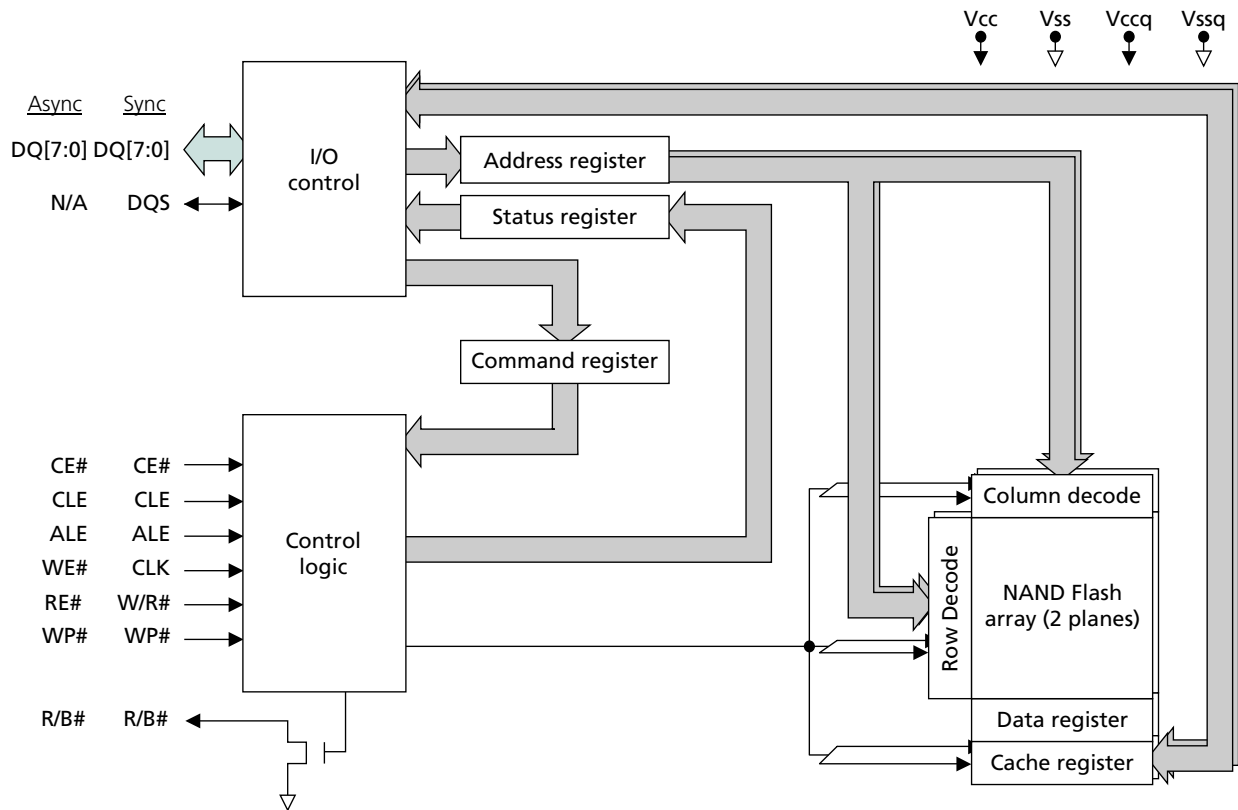 Vcc Vss Vccq Vssq
Async Sync
DQ[7:0] DQ[7:0]
N/A DQS
I/O
control
Address register
Status register
Command register
CE# CE#
CLE CLE
ALE ALE
WE# CLK
RE# W/R#
WP# WP#
R/B# R/B#
Control
logic
Column decode
Row Decode
NAND Flash
array (2 planes)
Data register
Cache register